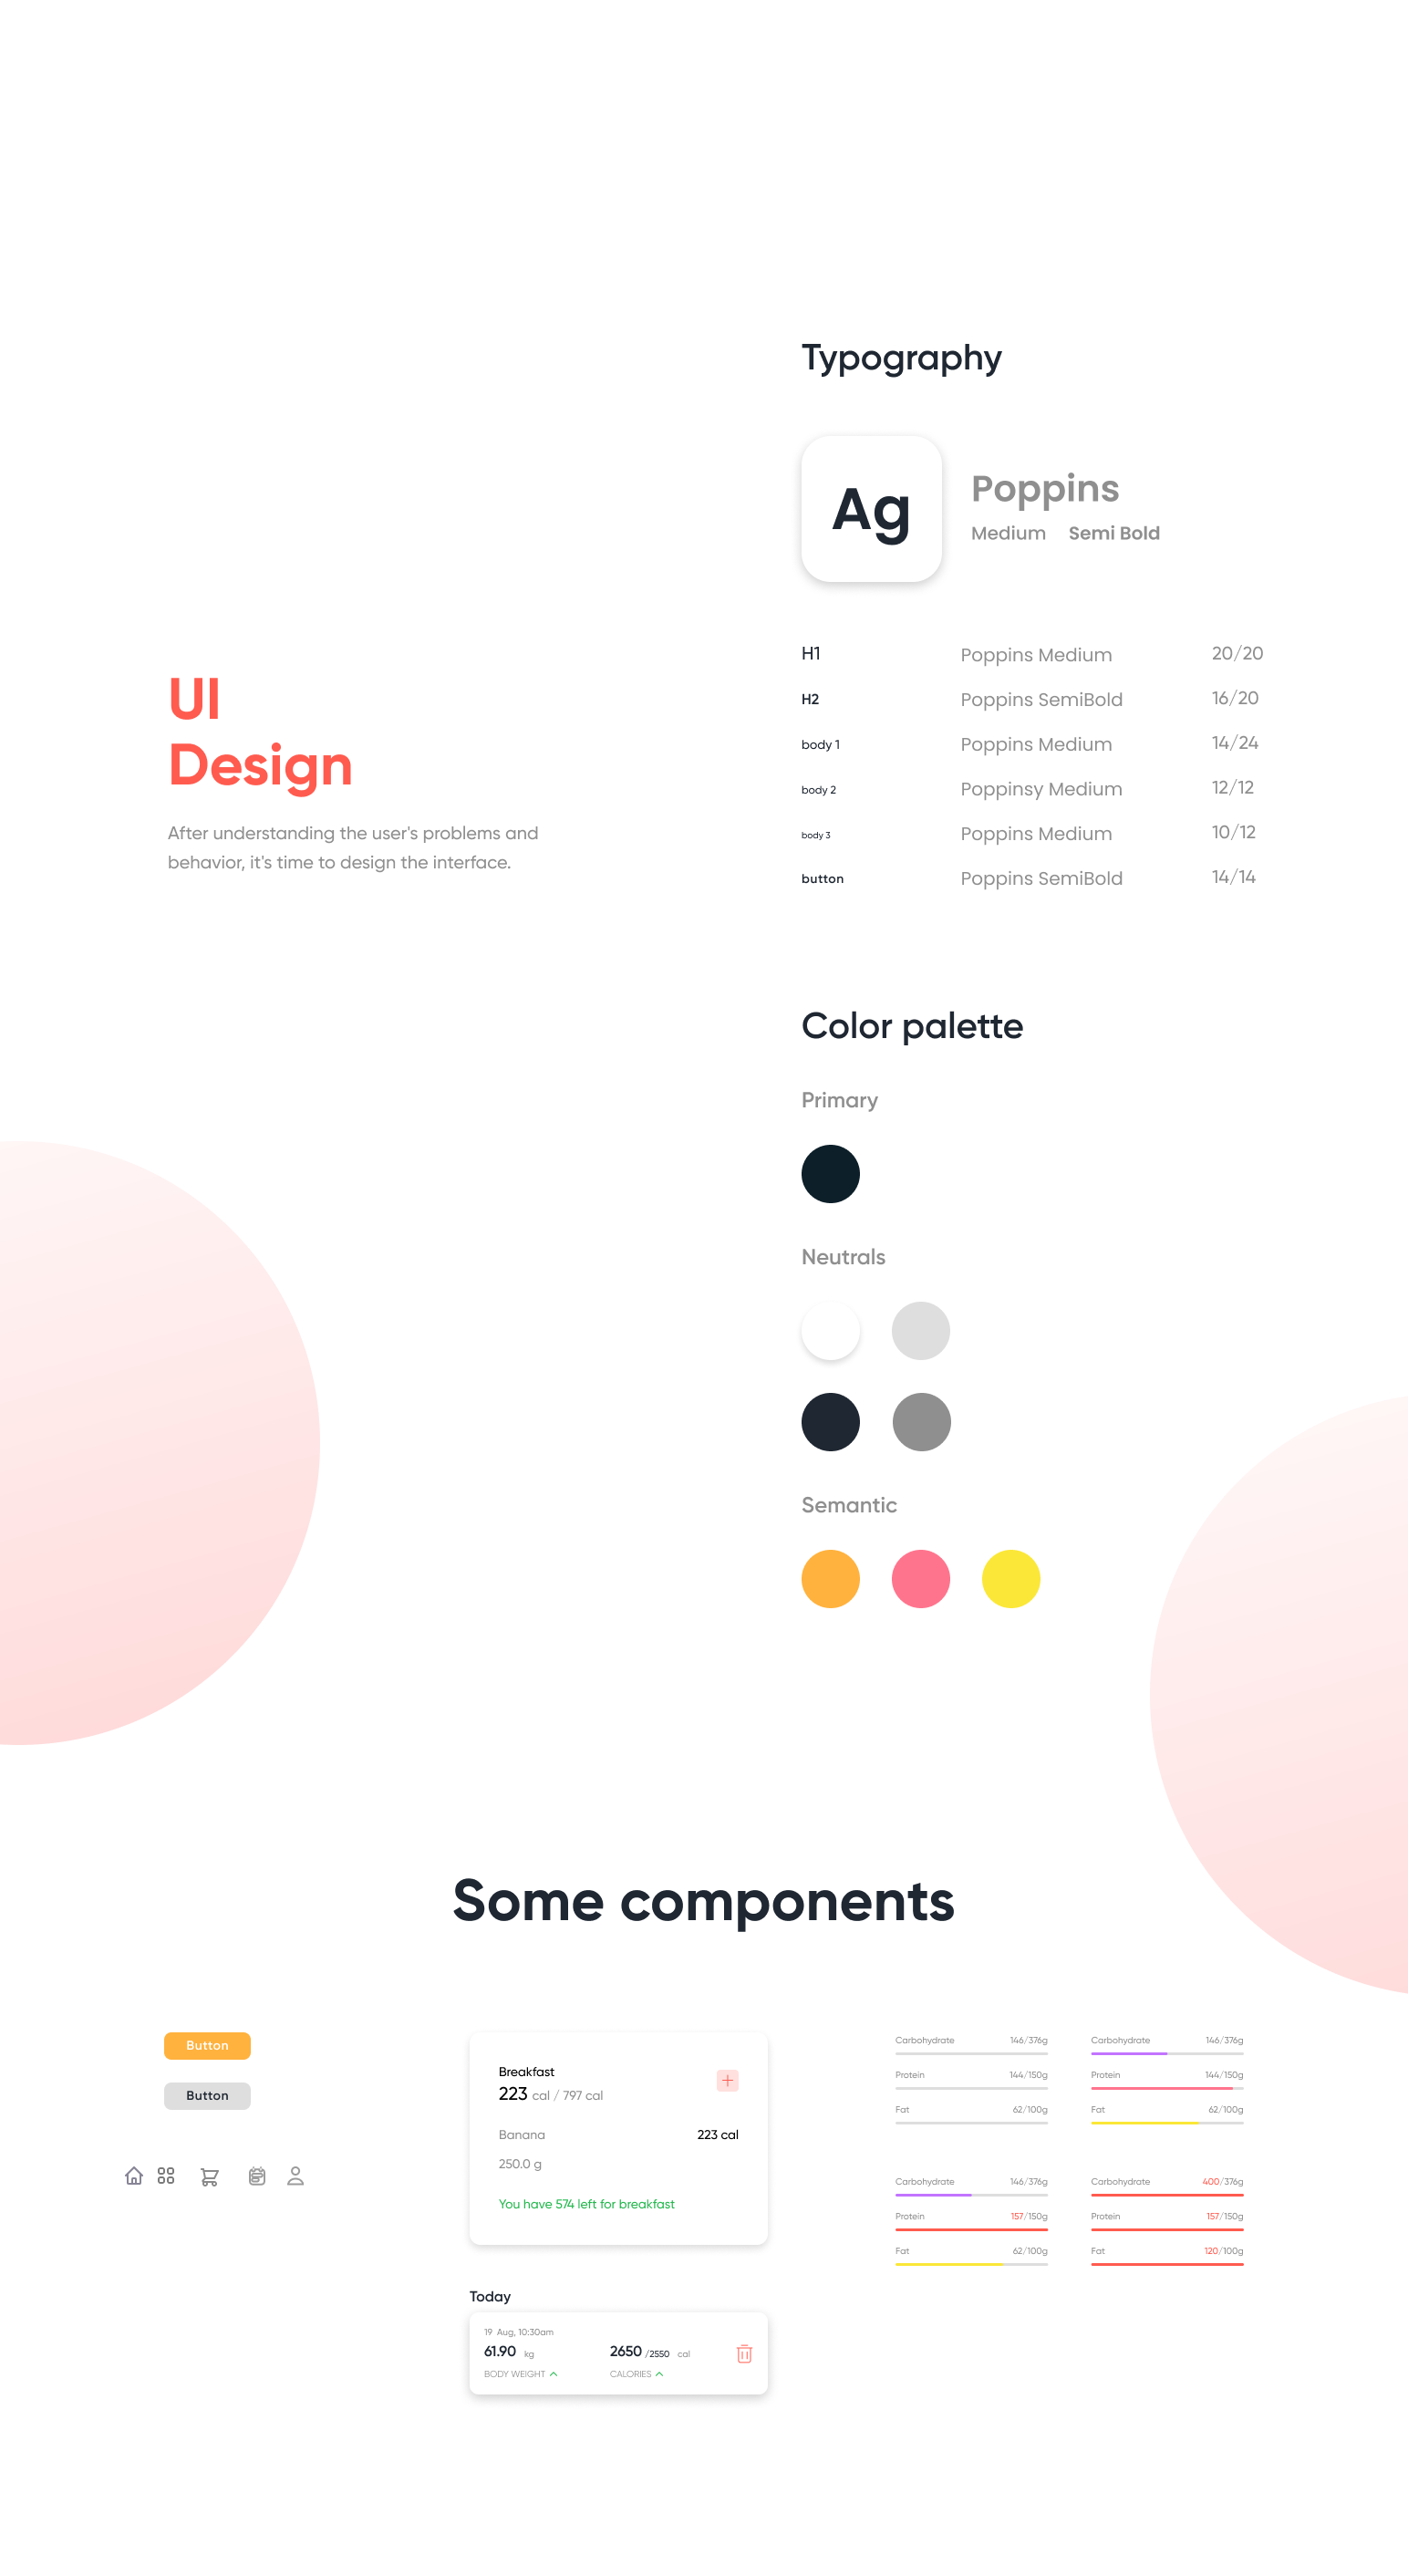 UI
Design
After understanding the user's problems and
behavior, it's time to design the interface.
Typography
Ag
Poppins
Medium Semi Bold
H1 Poppins Medium 20/20
H2 Poppins SemiBold 16/20
body 1 Poppins Medium 14/24
body 2 Poppinsy Medium 12/12
body 3 Poppins Medium 10/12
button Poppins SemiBold 14/14
Color palette
Primary
Neutrals
Semantic
Some components
Button
Button
Breakfast
223 cal / 797 cal
Banana 223 cal
250.0 g
You have 574 left for breakfast
Today
19 Aug, 10:30am
61.90 kg 2650 /2550 cal
BODY WEIGHT CALORIES
Carbohydrate 146/376g
Protein 144/150g
Fat 62/100g
Carbohydrate 146/376g
Protein 144/150g
Fat 62/100g
Carbohydrate 146/376g
Protein 157/150g
Fat 62/100g
Carbohydrate 400/376g
Protein 157/150g
Fat 120/100g